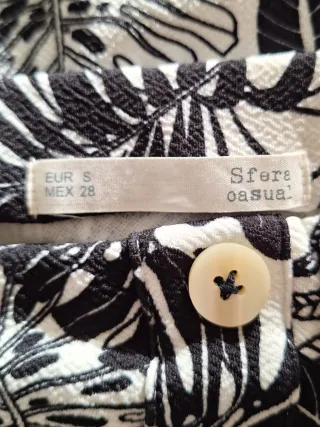 EUR S
MEX 28
Sfera
casual